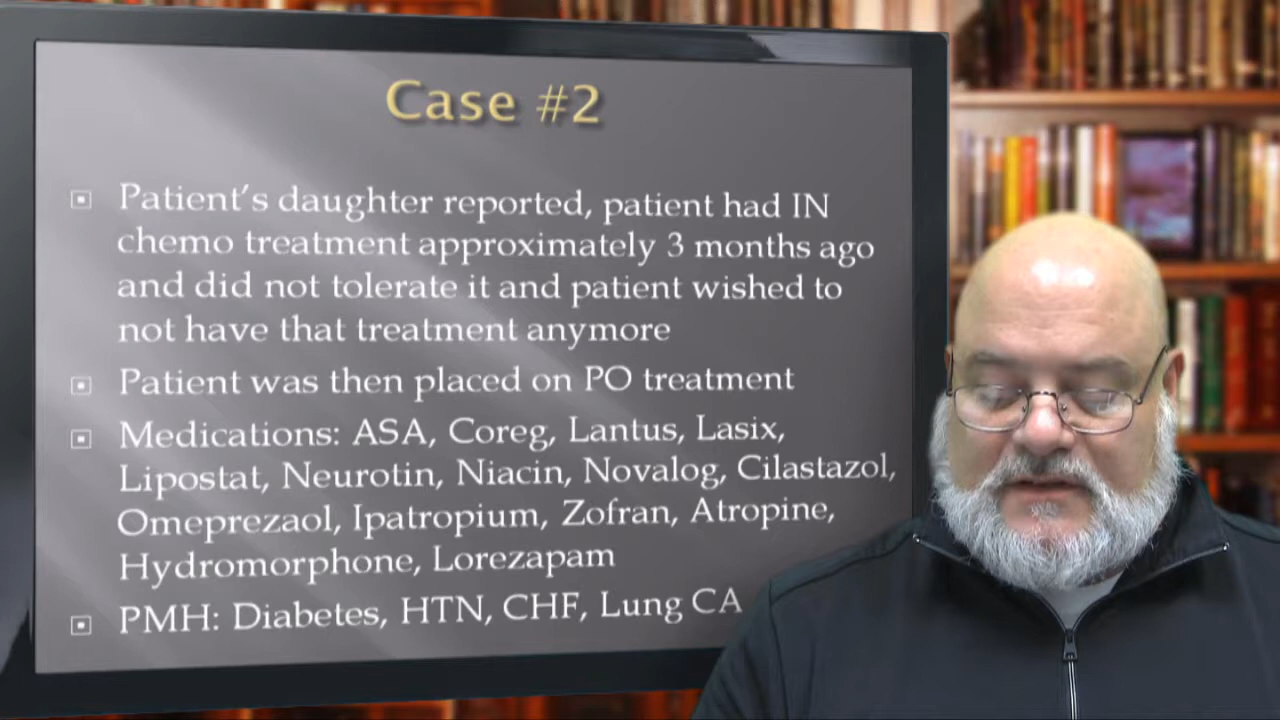 Case #2
Patient's daughter reported, patient had IN
chemo treatment approximately 3 months ago
and did not tolerate it and patient wished to
not have that treatment anymore
Patient was then placed on PO treatment
Medications: ASA, Coreg, Lantus, Lasix,
Lipostat, Neurotin, Niacin, Novalog, Cilastazol,
Omeprezaol, Ipatropium, Zofran, Atropine,
Hydromorphone, Lorezapam
PMH: Diabetes, HTN, CHF, Lung CA